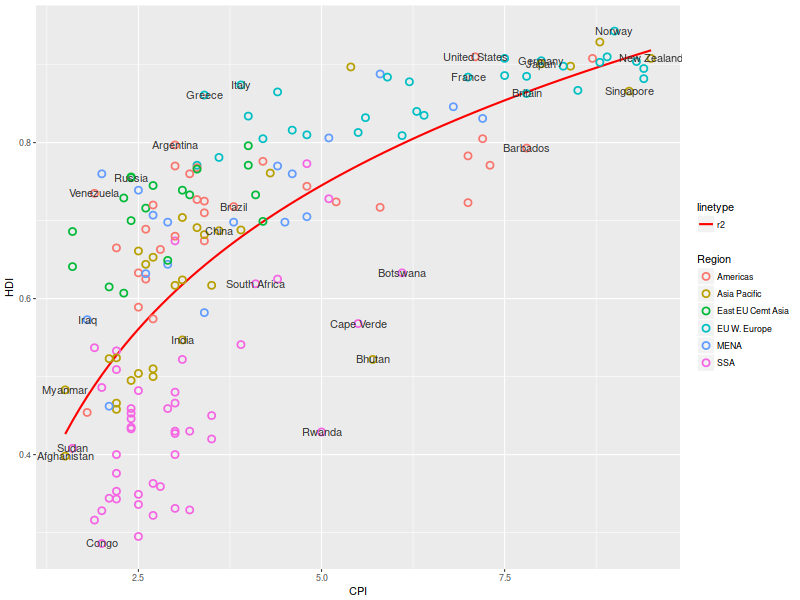 Norway
United States
Germany
Japan
New Zealand
France
Italy
Greece
Britain
Singapore
Argentina
Barbados
Russia
Venezuela
Brazil
China
Botswana
South Africa
Iraq
Cape Verde
India
Bhutan
Myanmar
Rwanda
Sudan
Afghanistan
Congo
0.8
0.6
0.4
HDI
2.5 5.0 7.5
CPI
linetype
r2
Region
Americas
Asia Pacific
East EU Cemt Asia
EU W. Europe
MENA
SSA